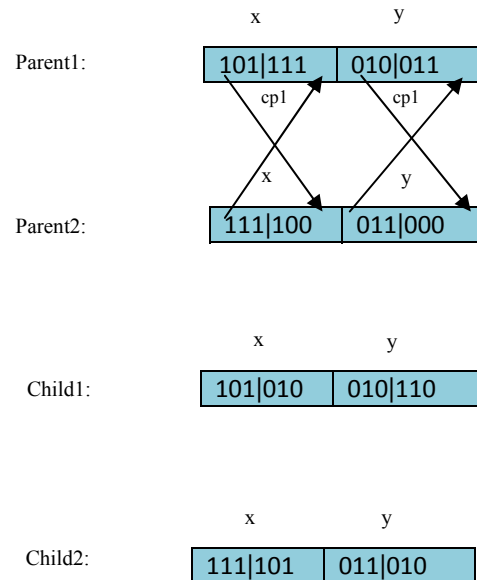 x y
Parent1: 101|111 010|011
cp1 cp1
x y
Parent2: 111|100 011|000
x y
Child1: 101|010 010|110
x y
Child2: 111|101 011|010